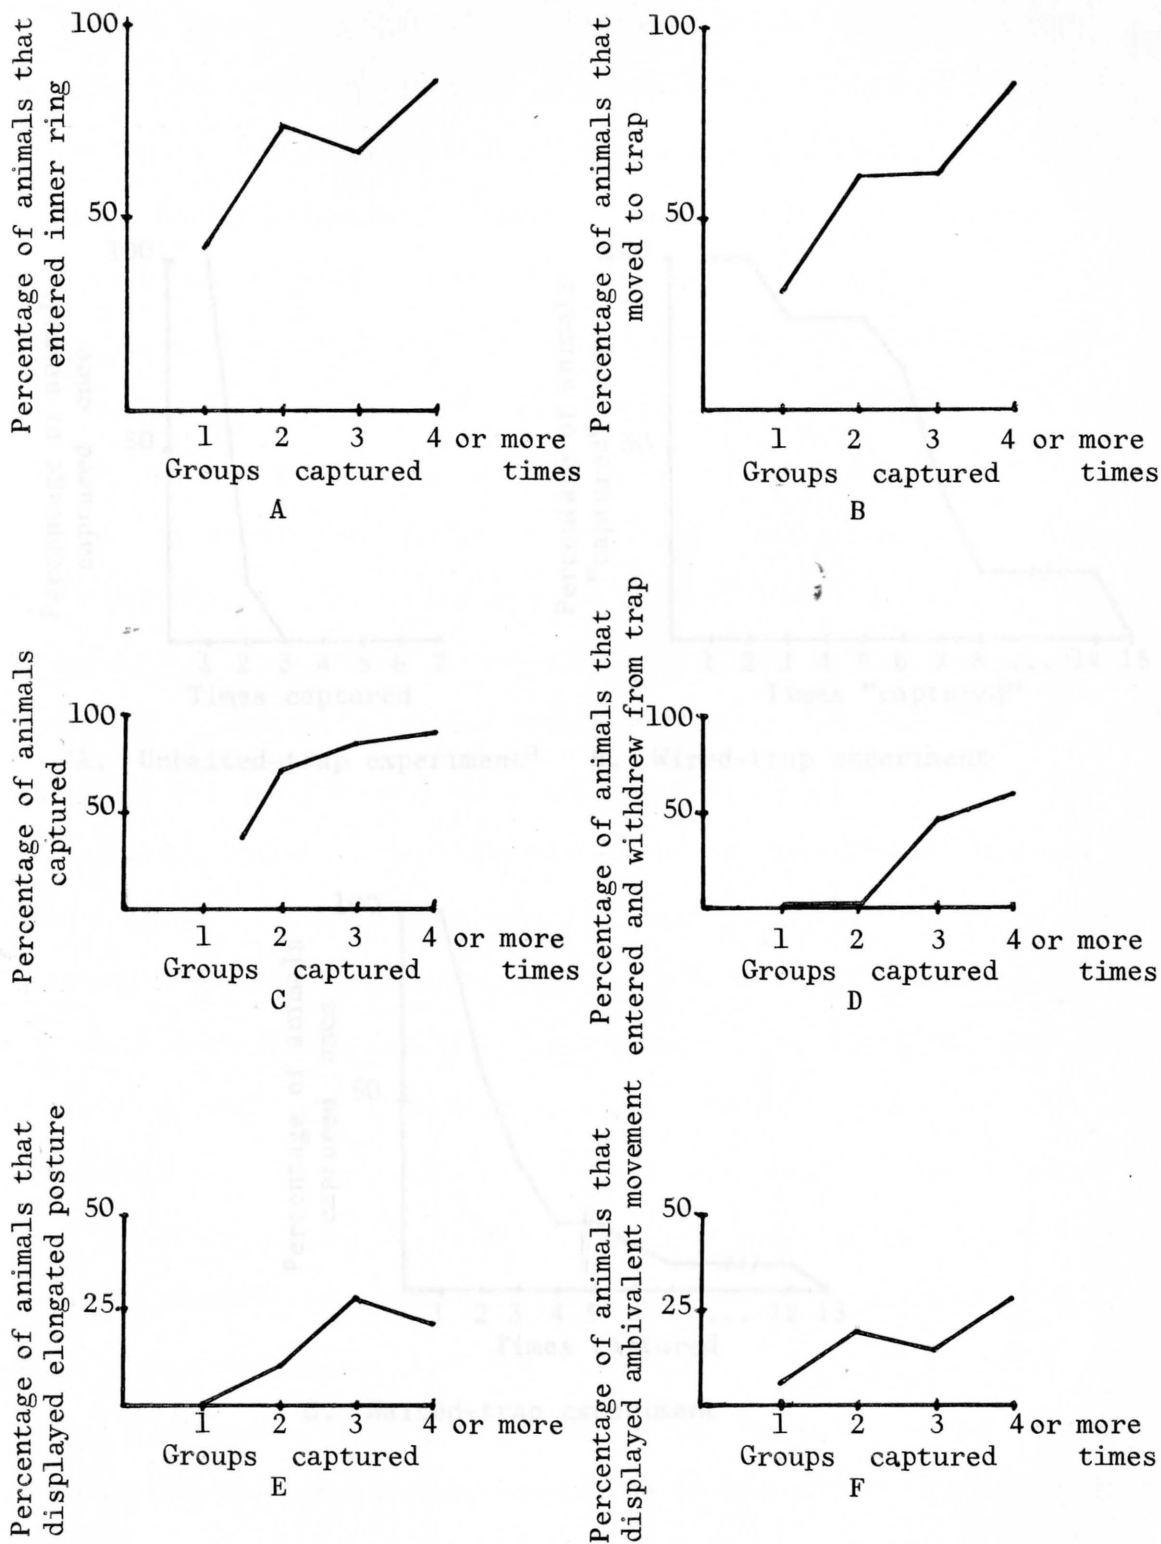 Percentage of animals that
entered inner ring
100
50
1 2 3 4 or more
Groups captured times
A
Percentage of animals that
moved to trap
100
50
1 2 3 4 or more
Groups captured times
B
Percentage of animals
captured
100
50
1 2 3 4 or more
Groups captured times
C
Percentage of animals that
entered and withdrew from trap
100
50
1 2 3 4 or more
Groups captured times
D
Percentage of animals that
displayed elongated posture
50
25
1 2 3 4 or more
Groups captured
E
Percentage of animals that
displayed ambivalent movement
50
25
1 2 3 4 or more
Groups captured times
F
Times captured
Times "captured"